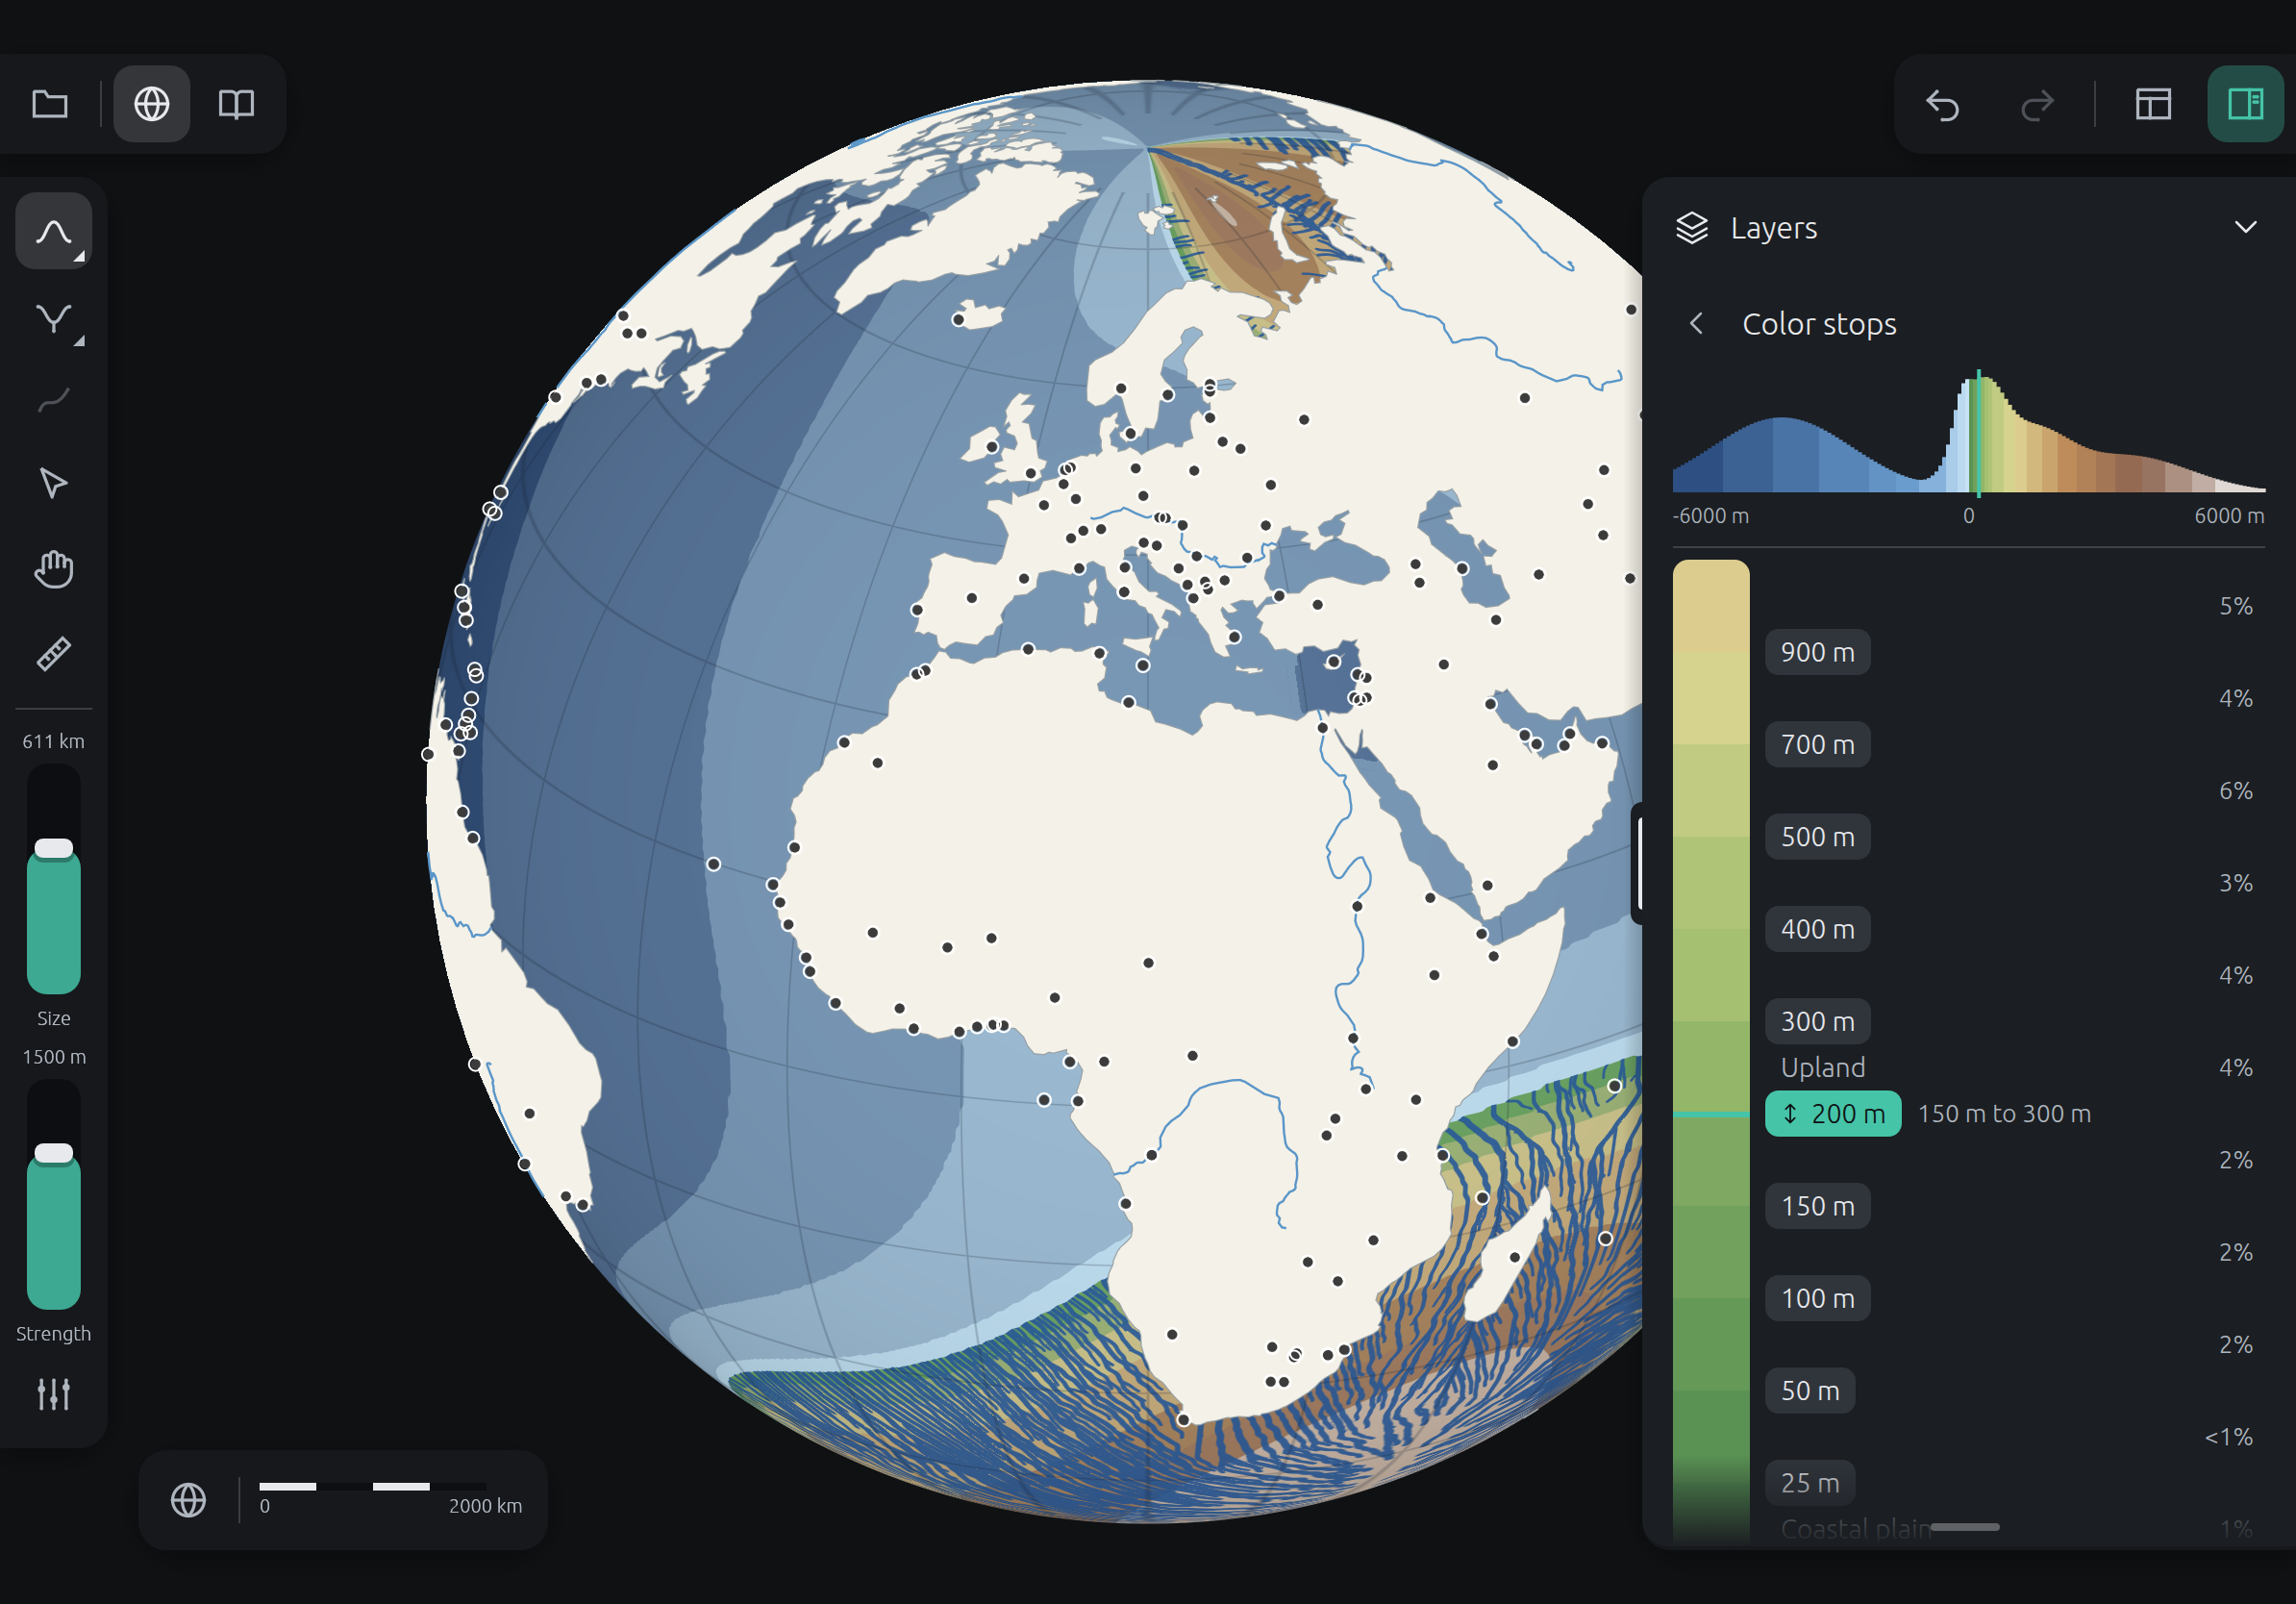 Layers
Color stops
-6000 m 0 6000 m
5%
900 m
4%
700 m
6%
500 m
3%
400 m
4%
300 m
Upland 4%
200 m 150 m to 300 m
2%
150 m
2%
100 m
2%
50 m
<1%
25 m
Coastal plain 1%
611 km
Size
1500 m
Strength
0 2000 km